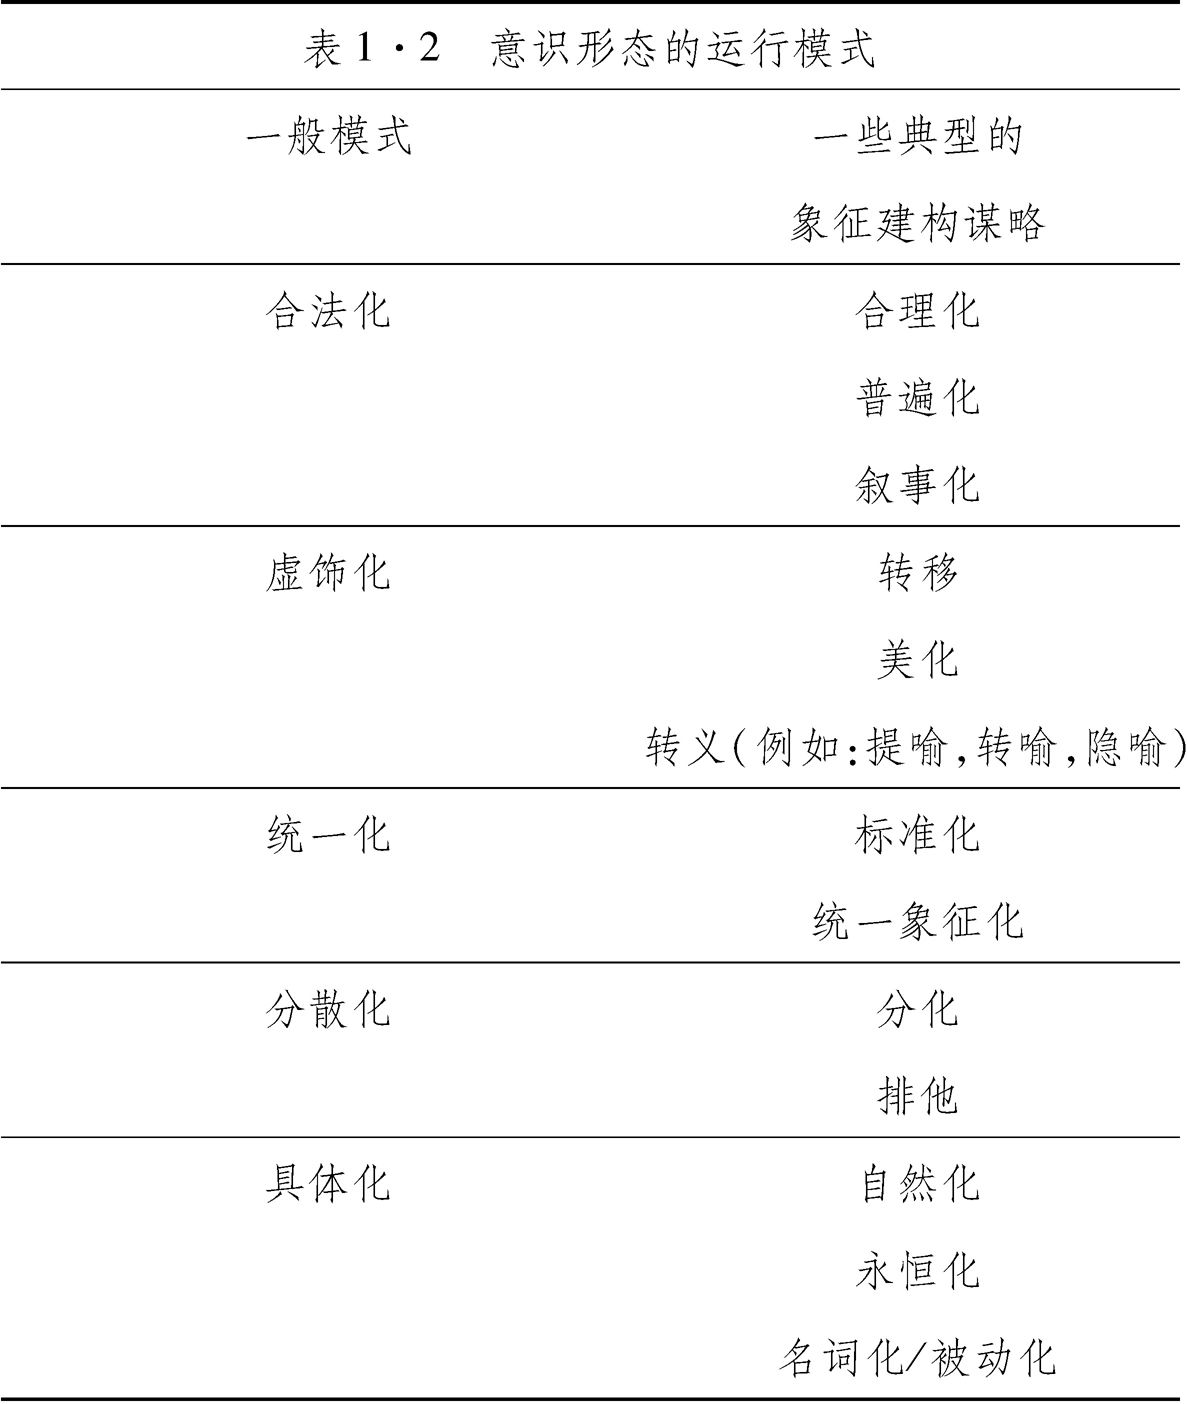 表1·2 意识形态的运行模式
一般模式 一些典型的
象征建构谋略
合法化 合理化
普遍化
叙事化
虚饰化 转移
美化
转义(例如:提喻,转喻,隐喻)
统一化 标准化
统一象征化
分散化 分化
排他
具体化 自然化
永恒化
名词化/被动化